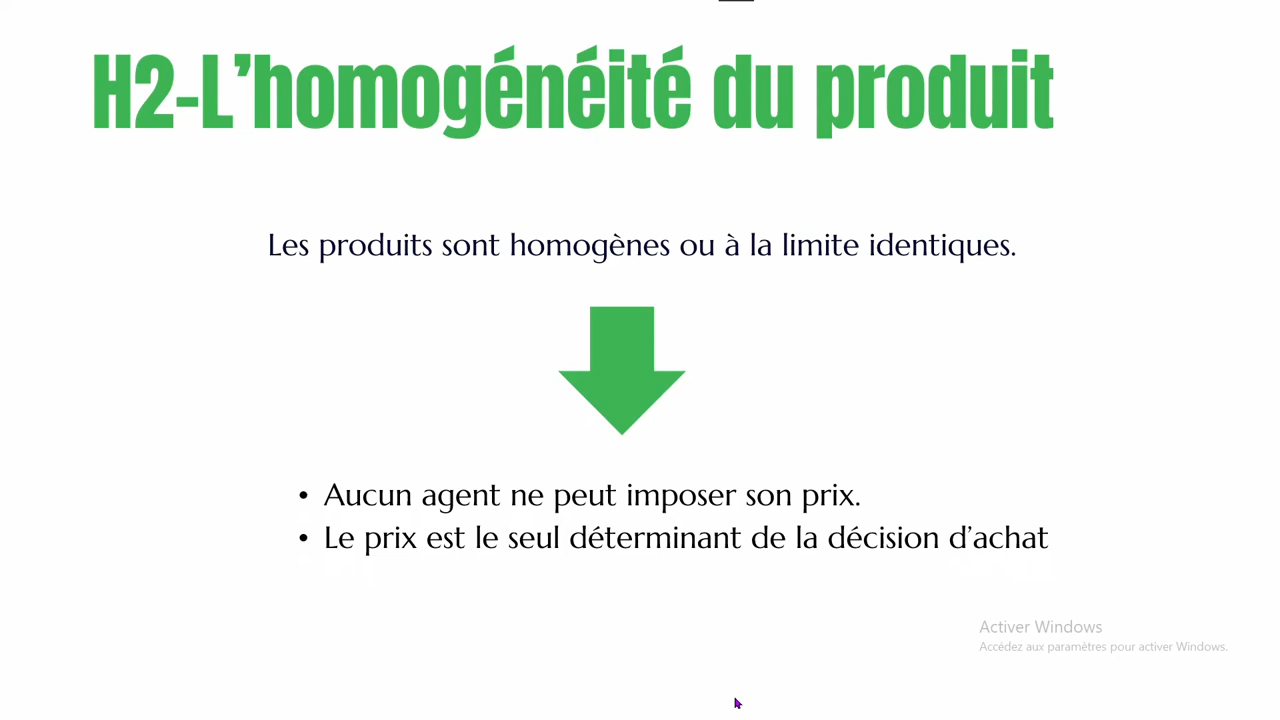 H2-L’homogénéité du produit
Les produits sont homogènes ou à la limite identiques.
• Aucun agent ne peut imposer son prix.
• Le prix est le seul déterminant de la décision d’achat
Activer Windows
Accédez aux paramètres pour activer Windows.